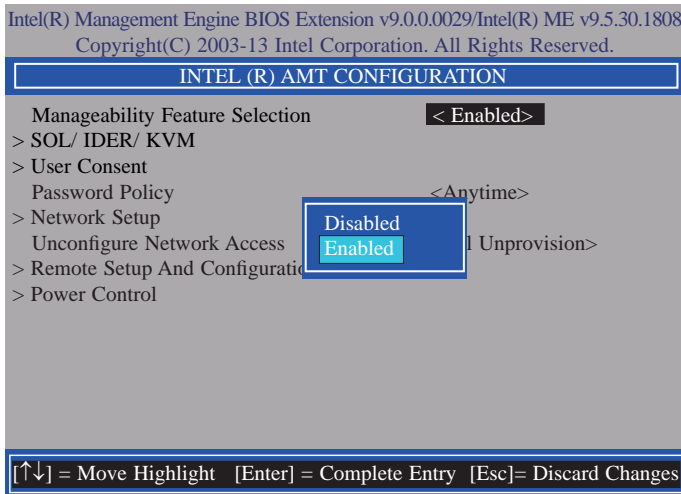 Intel(R) Management Engine BIOS Extension v9.0.0.0029/Intel(R) ME v9.5.30.1808
Copyright(C) 2003-13 Intel Corporation. All Rights Reserved.
INTEL (R) AMT CONFIGURATION
Manageability Feature Selection < Enabled>
> SOL/ IDER/ KVM
> User Consent
Password Policy <Anytime>
> Network Setup
Disabled
Unconfigure Network Access Enabled Unprovision>
> Remote Setup And
> Power Control
[↑↓] = Move Highlight [Enter] = Complete Entry [Esc]= Discard Changes